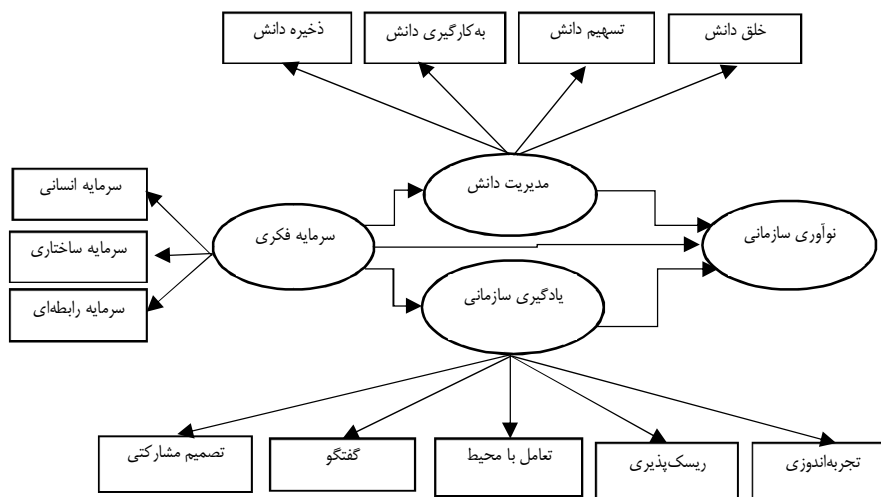 خلق دانش
تسهیم دانش
به‌کارگیری دانش
ذخیره دانش
مدیریت دانش
سرمایه انسانی
سرمایه ساختاری
سرمایه رابطه‌ای
سرمایه فکری
نوآوری سازمانی
یادگیری سازمانی
تجربه‌اندوزی
ریسک‌پذیری
تعامل با محیط
گفتگو
تصمیم مشارکتی